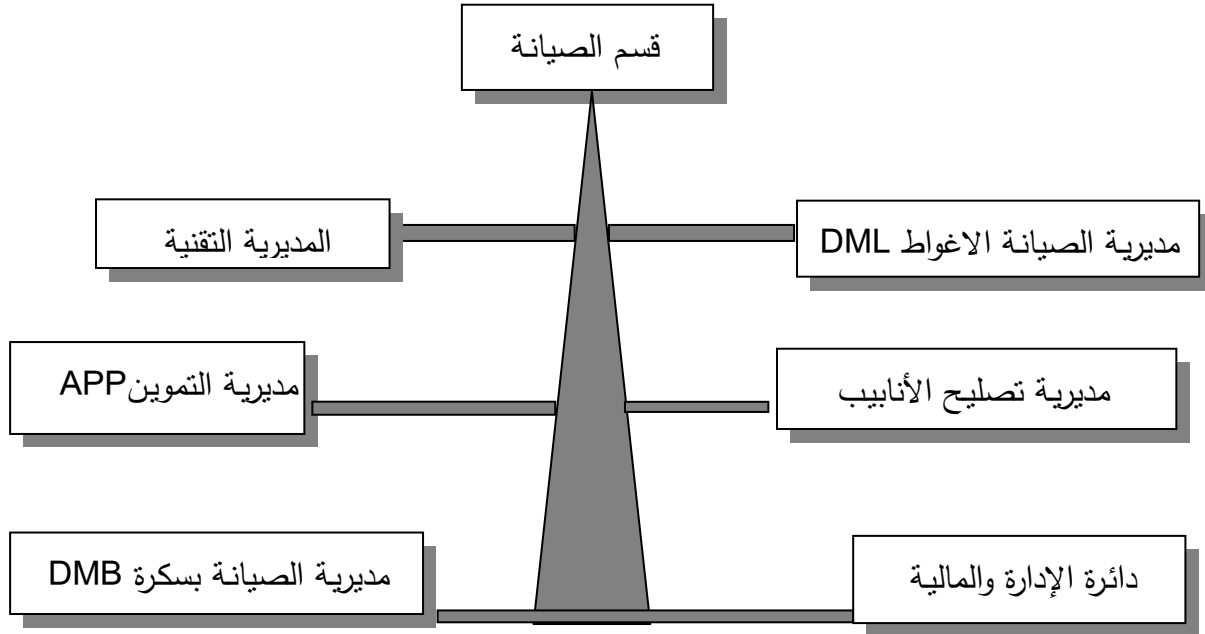 قسم الصيانة
مديرية الصيانة الاغواط DML
المديرية التقنية
مديرية تصليح الأنابيب
مديرية التموينAPP
دائرة الإدارة والمالية
مديرية الصيانة بسكرة DMB